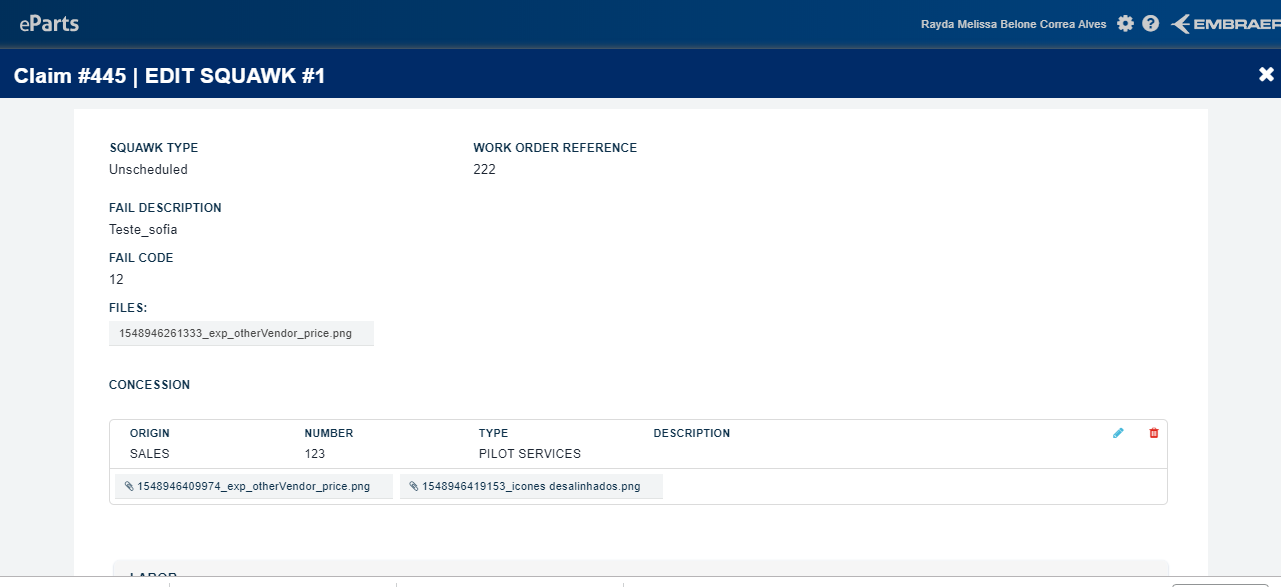 eParts
Rayda Melissa Belone Correa Alves
EMBRAER
Claim #445 | EDIT SQUAWK #1
SQUAWK TYPE
WORK ORDER REFERENCE
Unscheduled
222
FAIL DESCRIPTION
Teste_sofia
FAIL CODE
12
FILES:
1548946261333_exp_otherVendor_price.png
CONCESSION
ORIGIN NUMBER TYPE DESCRIPTION
SALES 123 PILOT SERVICES
1548946409974_exp_otherVendor_price.png 1548946419153_icones desalinhados.png
LABOR